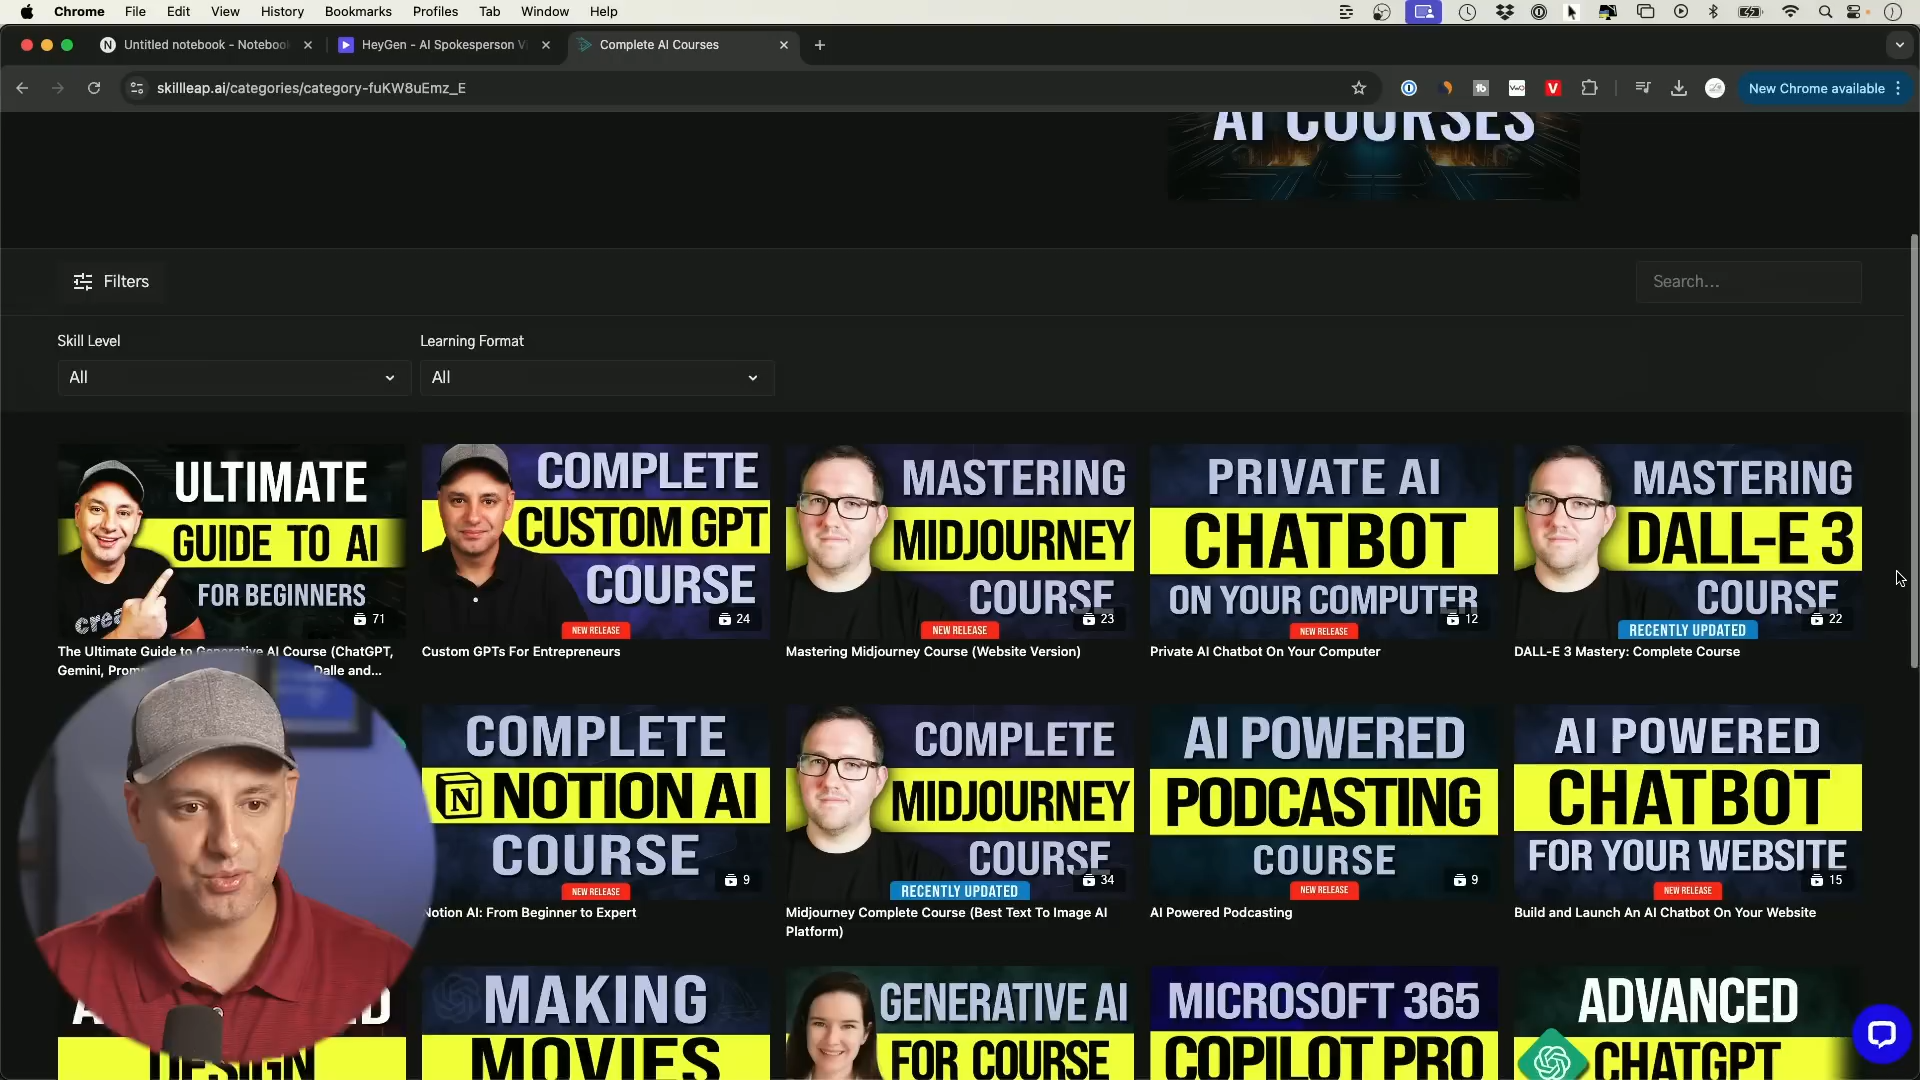 Chrome File Edit View History Bookmarks Profiles Tab Window Help
Untitled notebook - Notebo
HeyGen - AI Spokesperson Vi
Complete AI Courses
skillleap.ai/categories/category-fuKW8uEmz_E
New Chrome available
AI COURSES
Filters
Search...
Skill Level
Learning Format
All
All
ULTIMATE
GUIDE TO AI
FOR BEGINNERS
crea
71
The Ultimate Guide to Generative AI Course (ChatGPT,
Gemini, Prom
Dalle and...
COMPLETE
CUSTOM GPT
COURSE
NEW RELEASE
24
Custom GPTs For Entrepreneurs
MASTERING
MIDJOURNEY
COURSE
NEW RELEASE
23
Mastering Midjourney Course (Website Version)
PRIVATE AI
CHATBOT
ON YOUR COMPUTER
NEW RELEASE
12
Private AI Chatbot On Your Computer
MASTERING
DALL-E 3
COURSE
RECENTLY UPDATED
22
DALL-E 3 Mastery: Complete Course
COMPLETE
NOTION AI
COURSE
NEW RELEASE
9
Notion AI: From Beginner to Expert
COMPLETE
MIDJOURNEY
COURSE
RECENTLY UPDATED
34
Midjourney Complete Course (Best Text To Image AI
Platform)
AI POWERED
PODCASTING
COURSE
NEW RELEASE
9
AI Powered Podcasting
AI POWERED
CHATBOT
FOR YOUR WEBSITE
NEW RELEASE
15
Build and Launch An AI Chatbot On Your Website
DESIGN
MAKING
MOVIES
GENERATIVE AI
FOR COURSE
MICROSOFT 365
COPILOT PRO
ADVANCED
CHATGPT